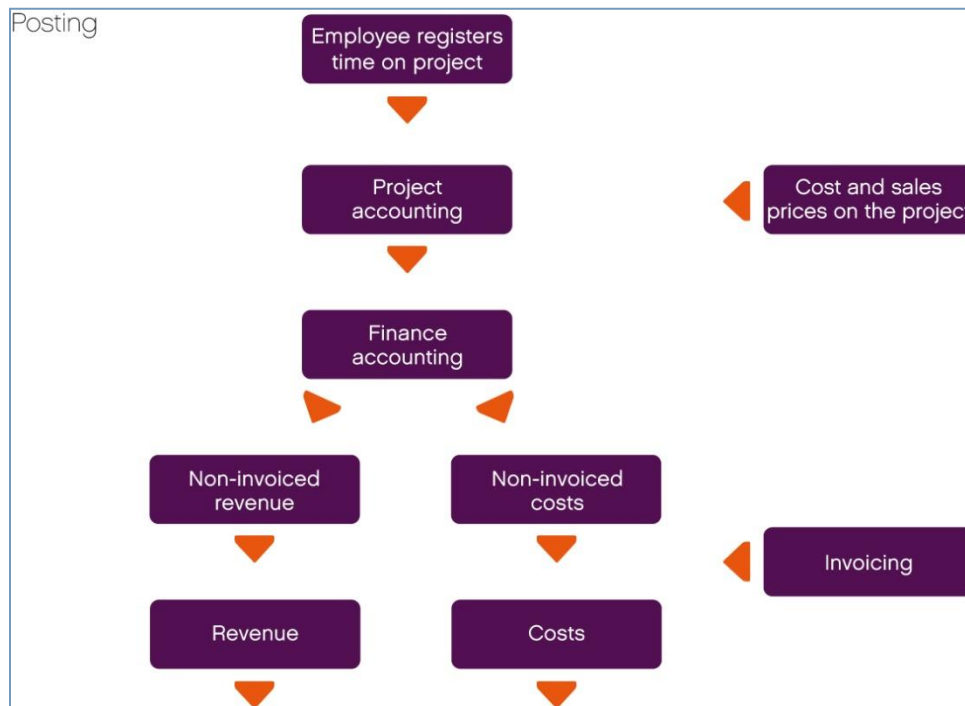 Posting
Employee registers
time on project
Project
accounting
Cost and sales
prices on the project
Finance
accounting
Non-invoiced
revenue
Non-invoiced
costs
Invoicing
Revenue
Costs